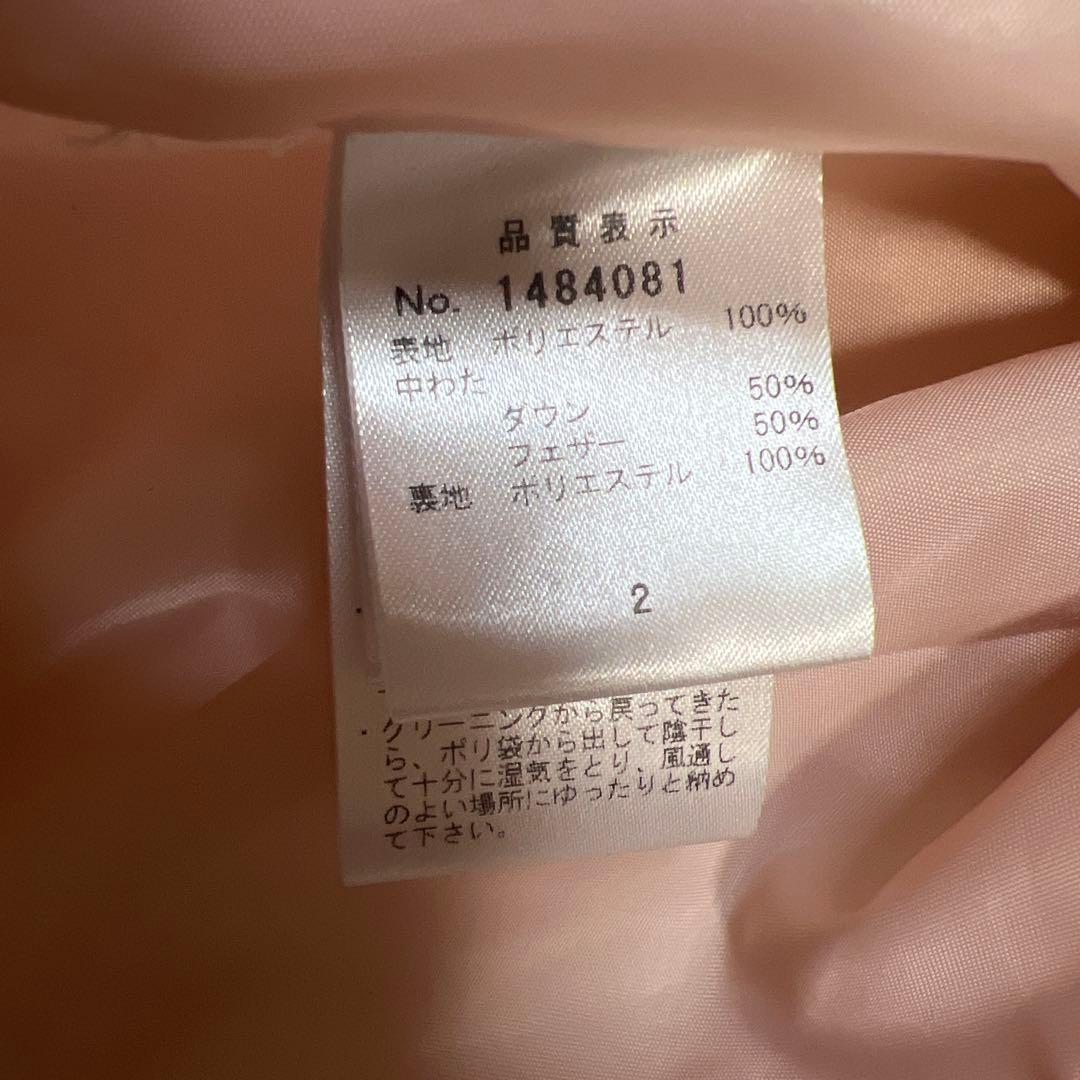 品質表示
No. 1484081
表地 ポリエステル 100%
中わた
ダウン 50%
フェザー 50%
裏地 ポリエステル 100%
2
・クリーニングから戻ってきた
ら、ポリ袋から出して陰干し
て十分に湿気をとり、風通し
のよい場所にゆったりと納め
て下さい。